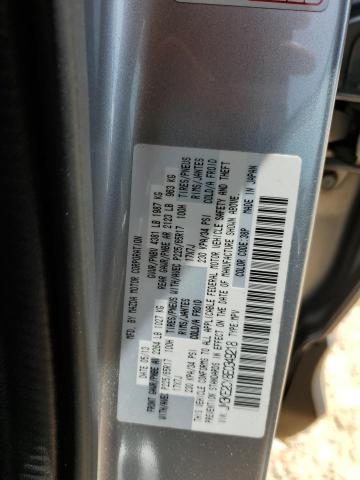 MFD. BY MAZDA MOTOR CORPORATION
DATE: 05/13 GVWR/PNBV 4381 LB 1987 KG
GAWR/PNBE AV 2264 LB 1027 KG REAR GAWR/PNBE AR 2123 LB 963 KG
WITH/AVEC P225/65R17 100H TIRES/PNEUS WITH/AVEC P225/65R17 100H TIRES/PNEUS
17X7J RIMS/JANTES 17X7J RIMS/JANTES
230 KPA/34 PSI COLD/A FROID 230 KPA/34 PSI COLD/A FROID
THIS VEHICLE CONFORMS TO ALL APPLICABLE FEDERAL MOTOR VEHICLE SAFETY AND THEFT
PREVENTION STANDARDS IN EFFECT ON THE DATE OF MANUFACTURE SHOWN ABOVE
TYPE: MPV
COLOR CODE: 38P MADE IN JAPAN